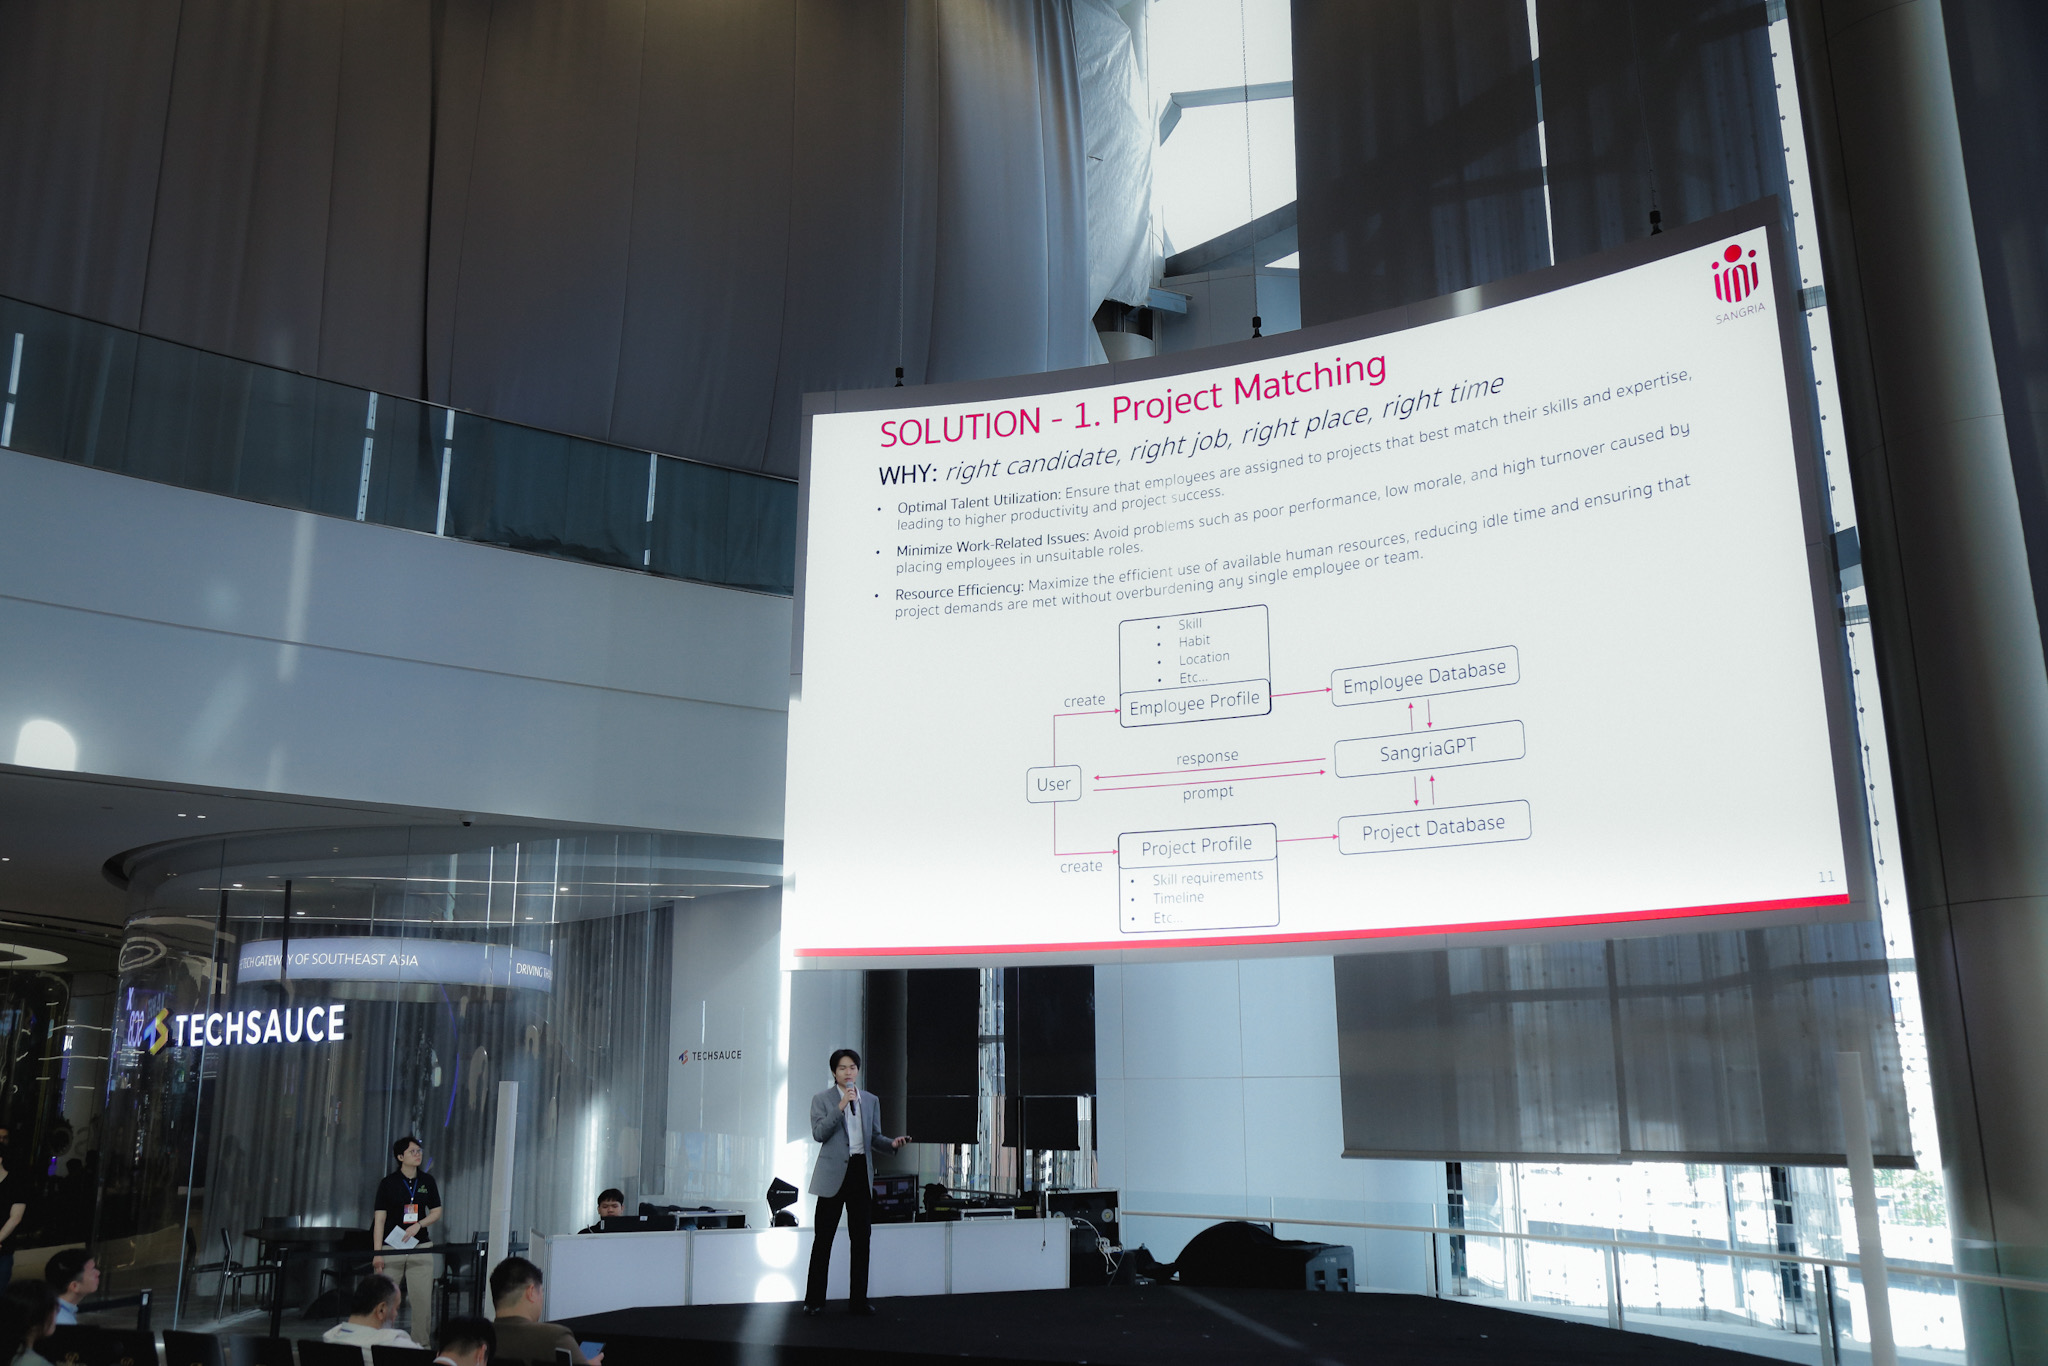 SANGRIA
SOLUTION - 1. Project Matching
WHY: right candidate, right job, right place, right time
• Optimal Talent Utilization: Ensure that employees are assigned to projects that best match their skills and expertise,
leading to higher productivity and project success.
• Minimize Work-Related Issues: Avoid problems such as poor performance, low morale, and high turnover caused by
placing employees in unsuitable roles.
• Resource Efficiency: Maximize the efficient use of available human resources, reducing idle time and ensuring that
project demands are met without overburdening any single employee or team.
• Skill
• Habit
• Location
• Etc...
create
Employee Profile
Employee Database
response
SangriaGPT
User
prompt
Project Profile
Project Database
create
• Skill requirements
• Timeline
• Etc...
11
GATEWAY OF SOUTHEAST ASIA
DRIVING
TECHSAUCE
TECHSAUCE